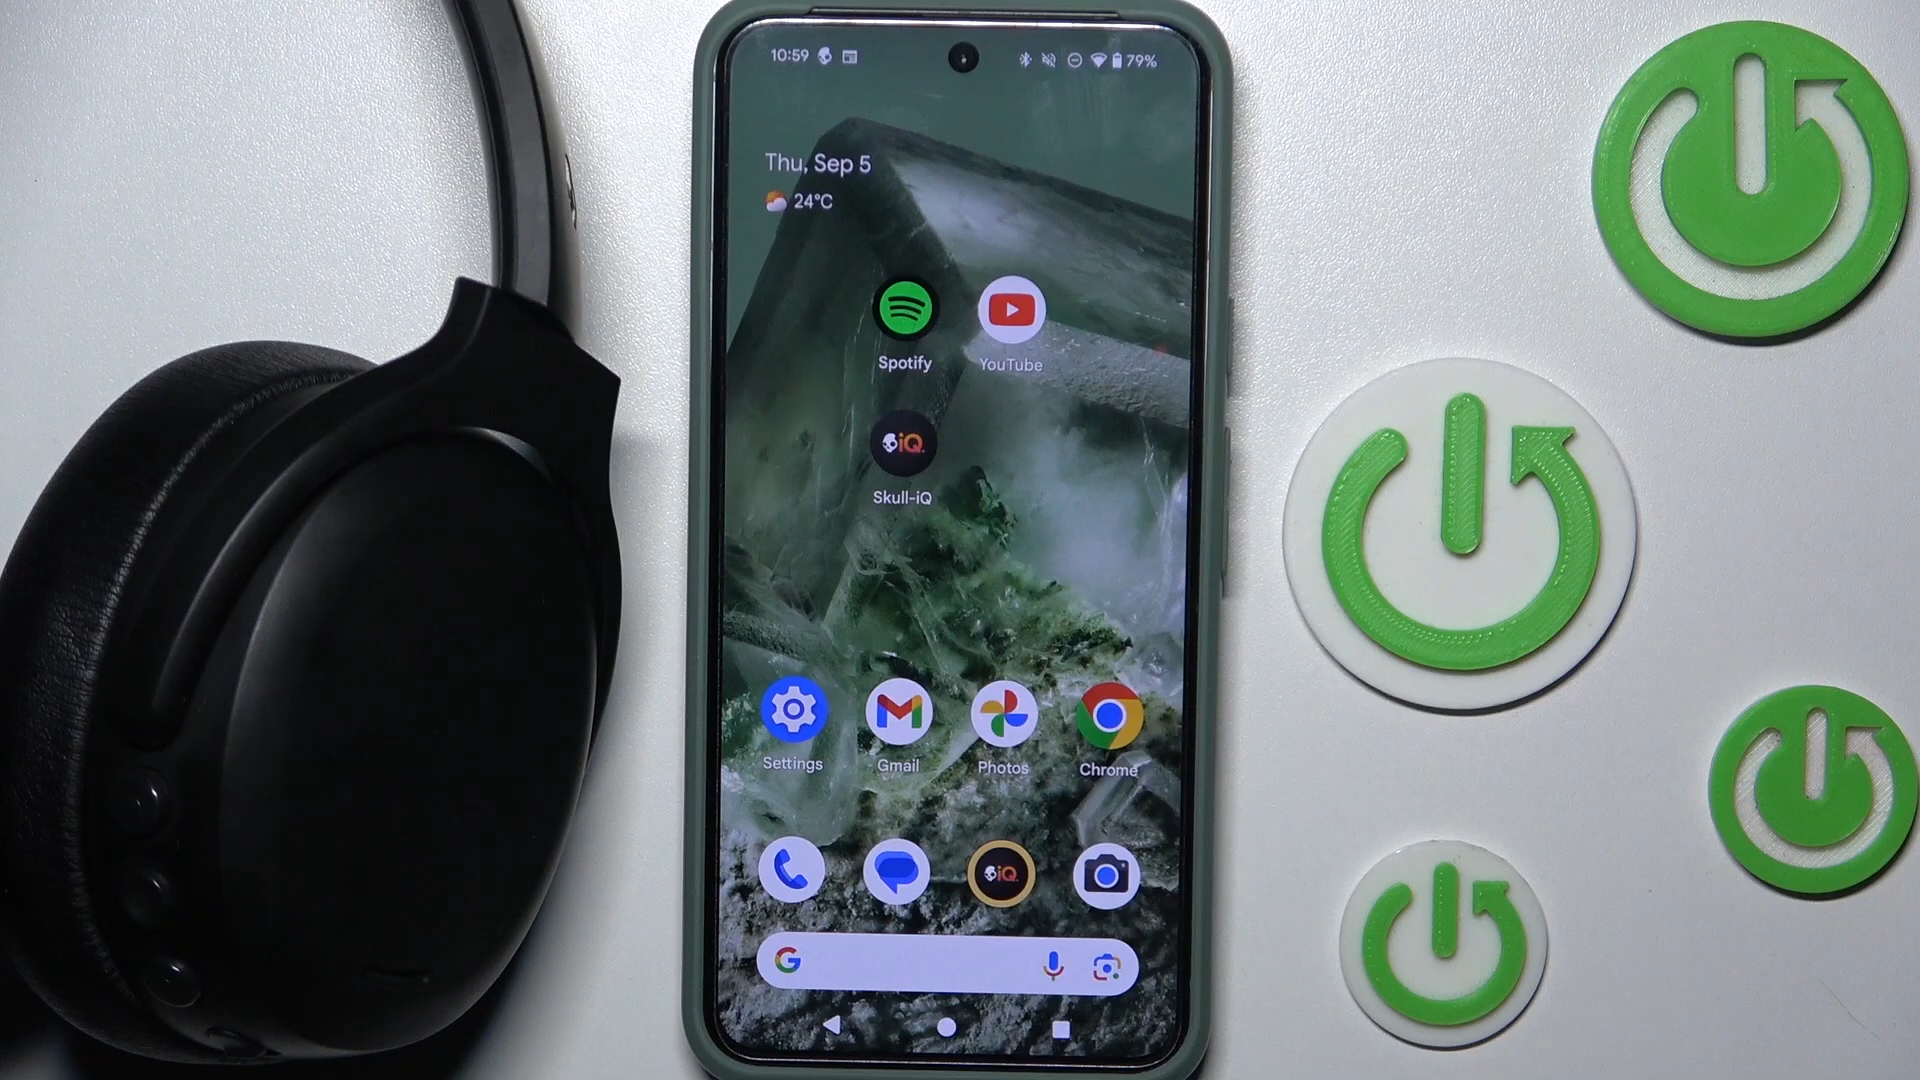 10:59
79%
Thu, Sep 5
24°C
Spotify
YouTube
iQ.
Skull-iQ
Settings
Gmail
Photos
Chrome
iQ.
G